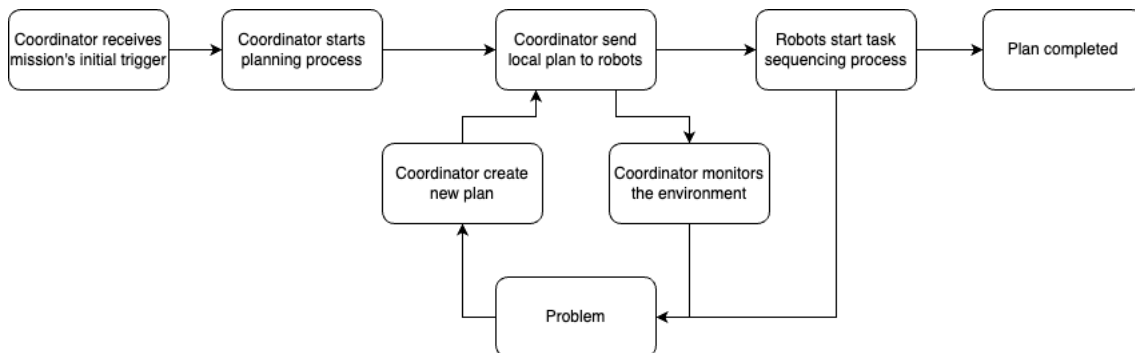 Coordinator receives
mission's initial trigger
Coordinator starts
planning process
Coordinator send
local plan to robots
Robots start task
sequencing process
Plan completed
Coordinator create
new plan
Coordinator monitors
the environment
Problem